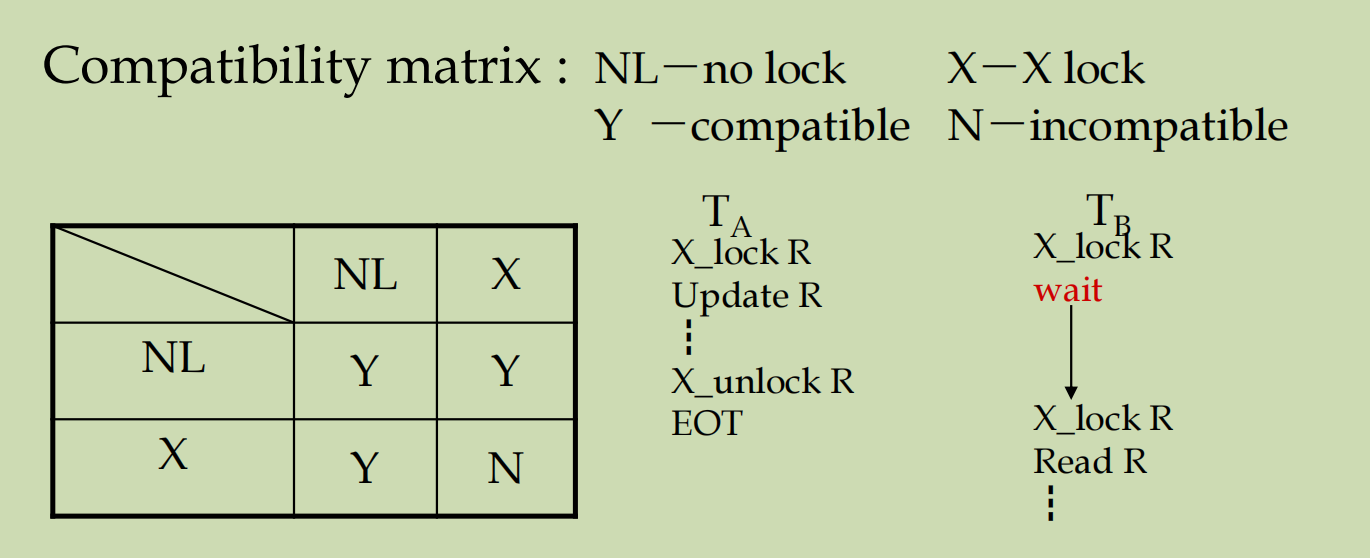 Compatibility matrix : NL—no lock X—X lock
Y —compatible N—incompatible
NL X
NL Y Y
X Y N
T_A
X_lock R
Update R
X_unlock R
EOT
T_B
X_lock R
wait
X_lock R
Read R